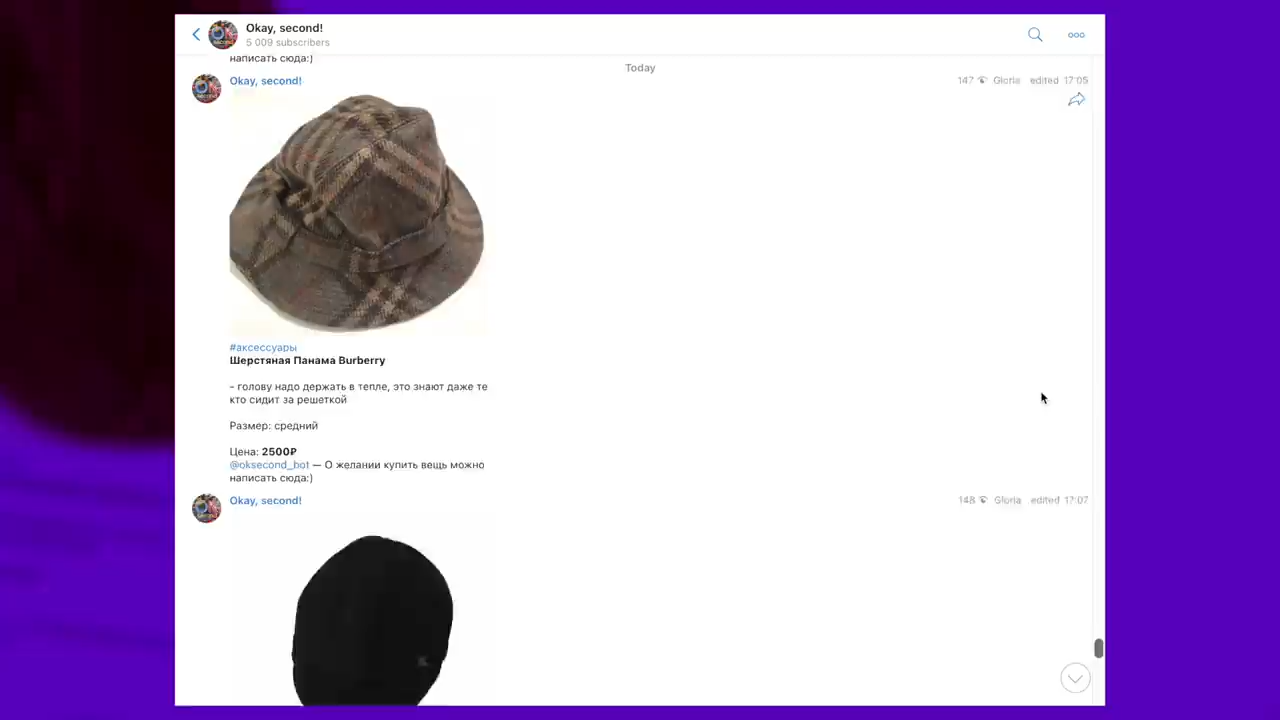 Okay, second!
5 009 subscribers
написать сюда:)
Today
Okay, second!
147 Gloria edited 17:05
#аксессуары
Шерстяная Панама Burberry
- голову надо держать в тепле, это знают даже те
кто сидит за решеткой
Размер: средний
Цена: 2500₽
@oksecond_bot — О желании купить вещь можно
написать сюда:)
Okay, second!
148 Gloria edited 17:07